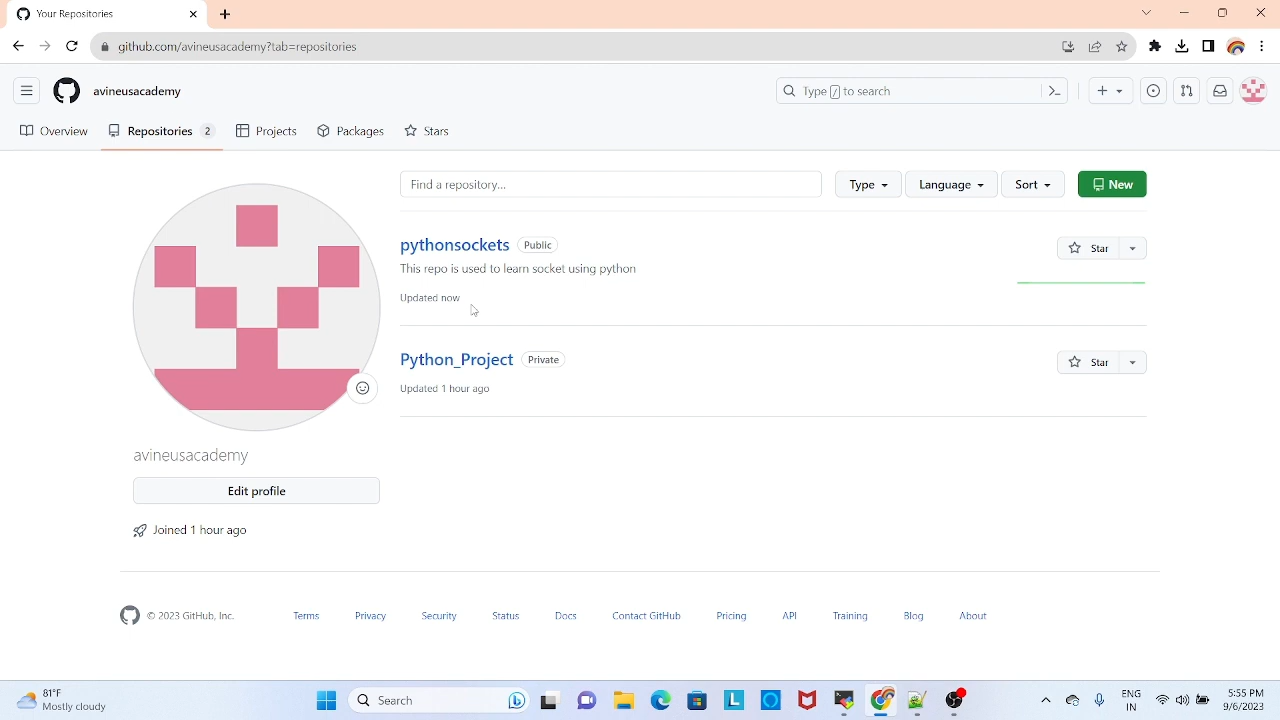 Your Repositories
github.com/avineusacademy?tab=repositories
avineusacademy
Type / to search
Overview
Repositories 2
Projects
Packages
Stars
Find a repository...
Type
Language
Sort
New
pythonsockets Public
Star
This repo is used to learn socket using python
Updated now
Python_Project Private
Star
Updated 1 hour ago
avineusacademy
Edit profile
Joined 1 hour ago
© 2023 GitHub, Inc.
Terms
Privacy
Security
Status
Docs
Contact GitHub
Pricing
API
Training
Blog
About
81°F
Mostly cloudy
Search
ENG
IN
5:55 PM
9/6/2023